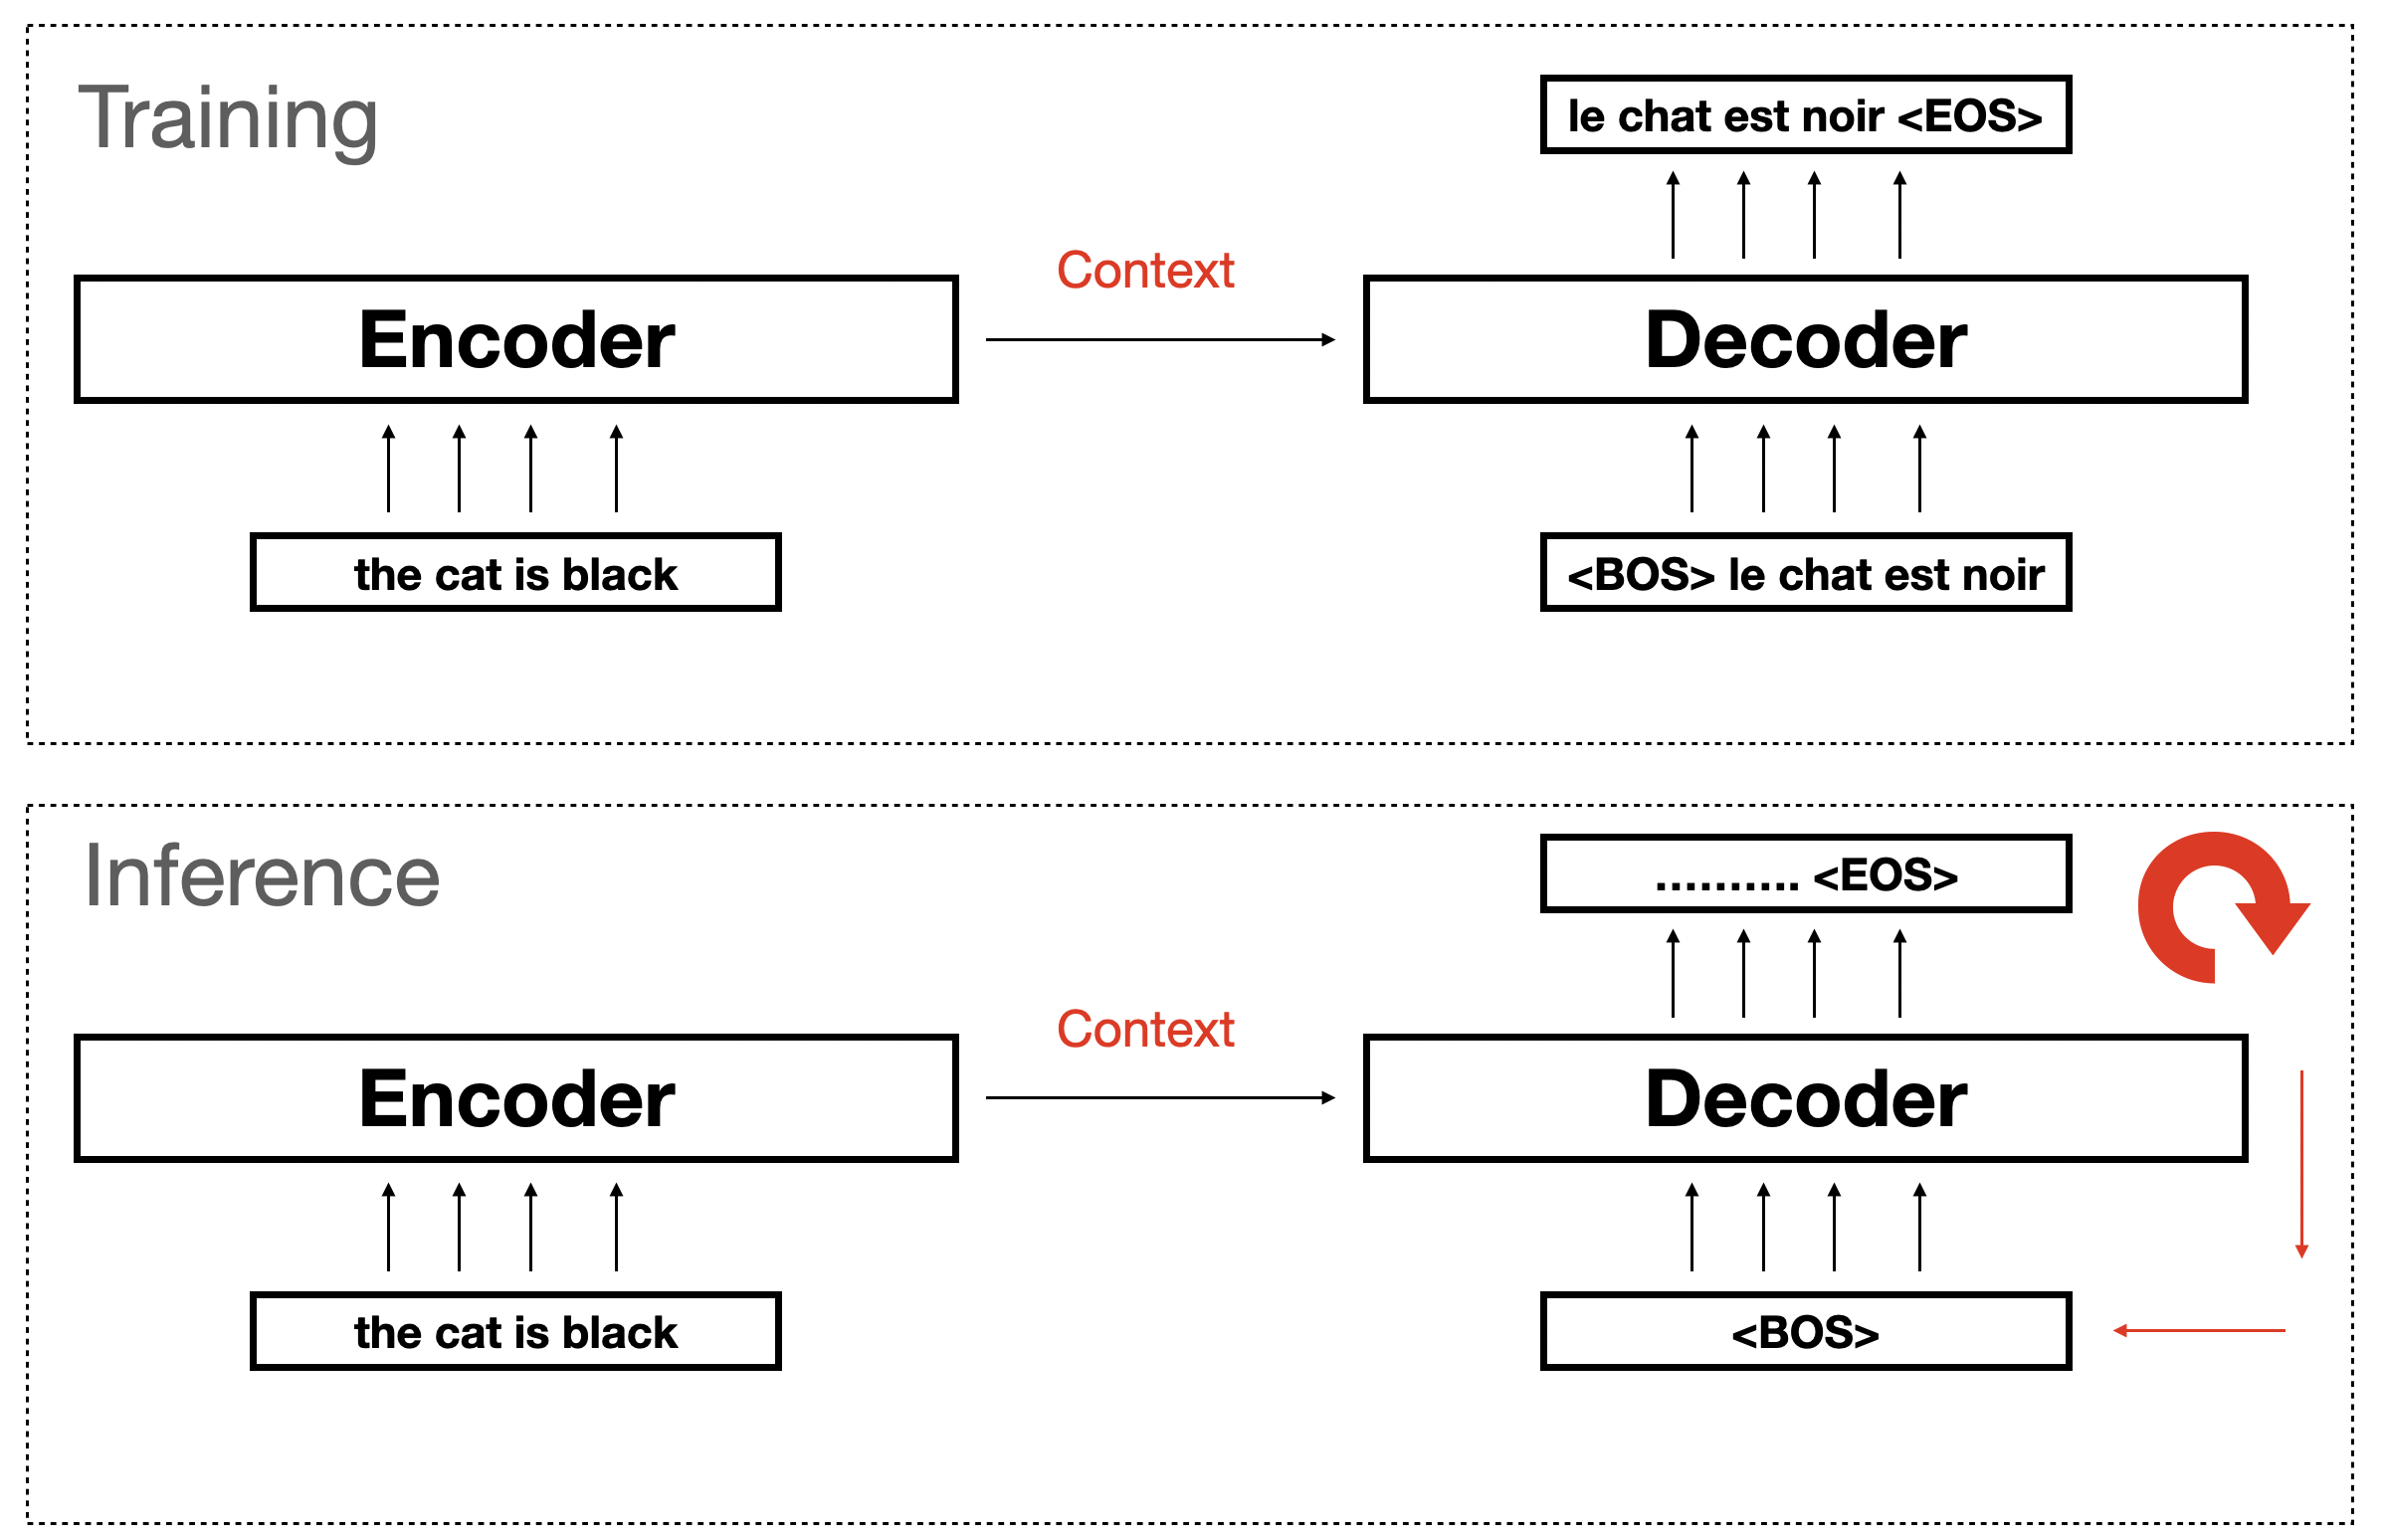 Training
le chat est noir <EOS>
Context
Encoder
Decoder
the cat is black
<BOS> le chat est noir
Inference
.......... <EOS>
Context
Encoder
Decoder
the cat is black
<BOS>